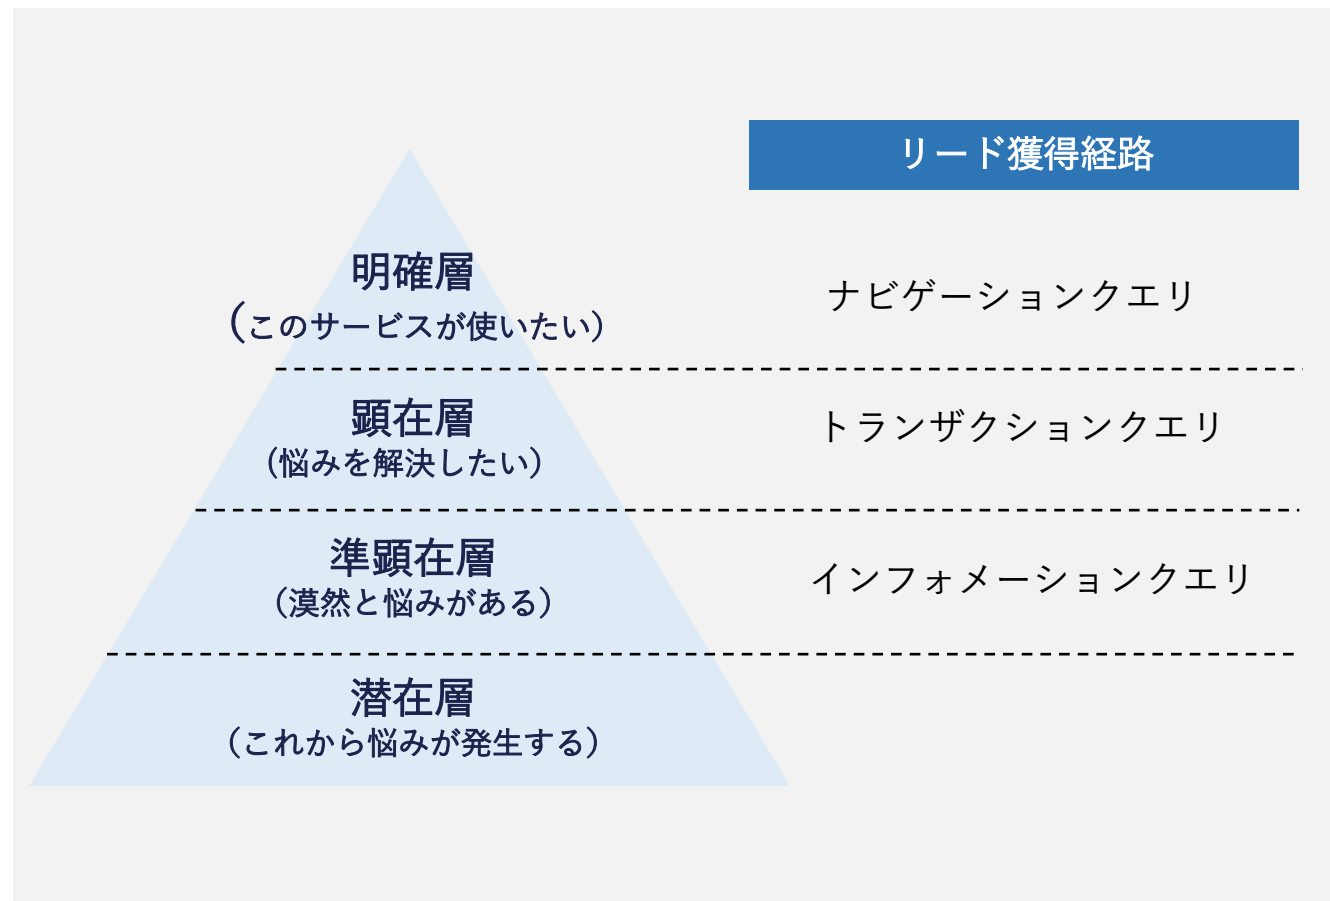 リード獲得経路
明確層
（このサービスが使いたい）
ナビゲーションクエリ
顕在層
（悩みを解決したい）
トランザクションクエリ
準顕在層
（漠然と悩みがある）
インフォメーションクエリ
潜在層
（これから悩みが発生する）